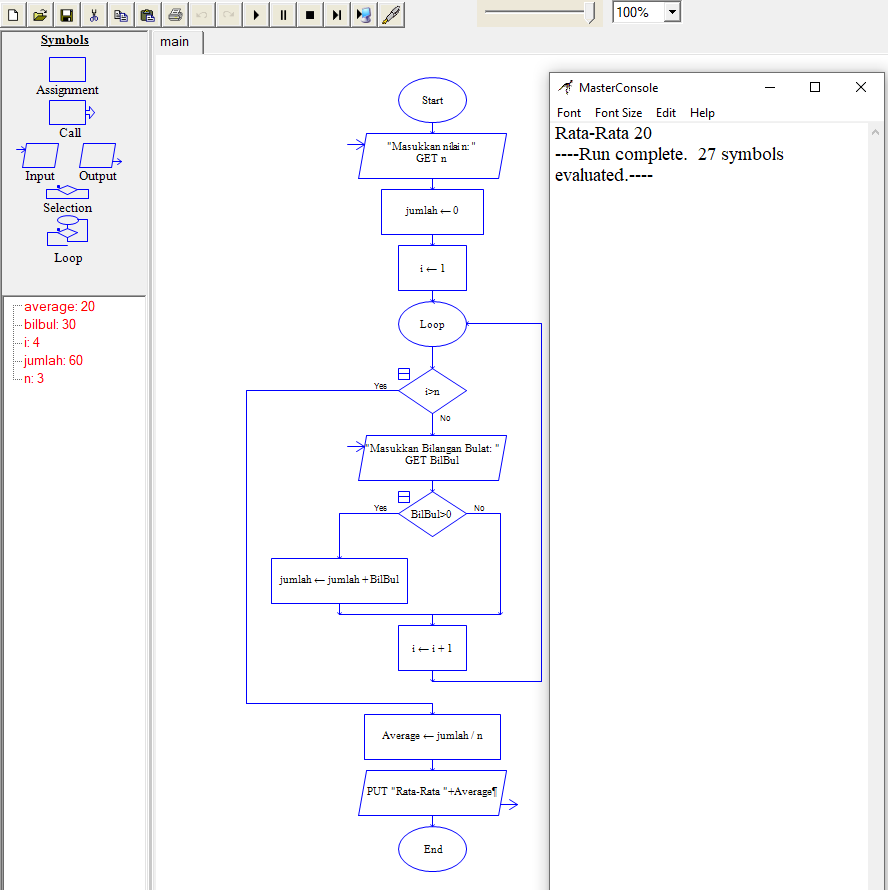 100%
Symbols
Assignment
Call
Input Output
Selection
Loop
average: 20
bilbul: 30
i: 4
jumlah: 60
n: 3
main
Start
"Masukkan nilai n: "
GET n
jumlah ← 0
i ← 1
Loop
Yes
i>n
No
"Masukkan Bilangan Bulat: "
GET BilBul
Yes
No
BilBul>0
jumlah ← jumlah + BilBul
i ← i + 1
Average ← jumlah / n
PUT "Rata-Rata "+Average¶
End
MasterConsole
Font Font Size Edit Help
Rata-Rata 20
----Run complete. 27 symbols
evaluated.----